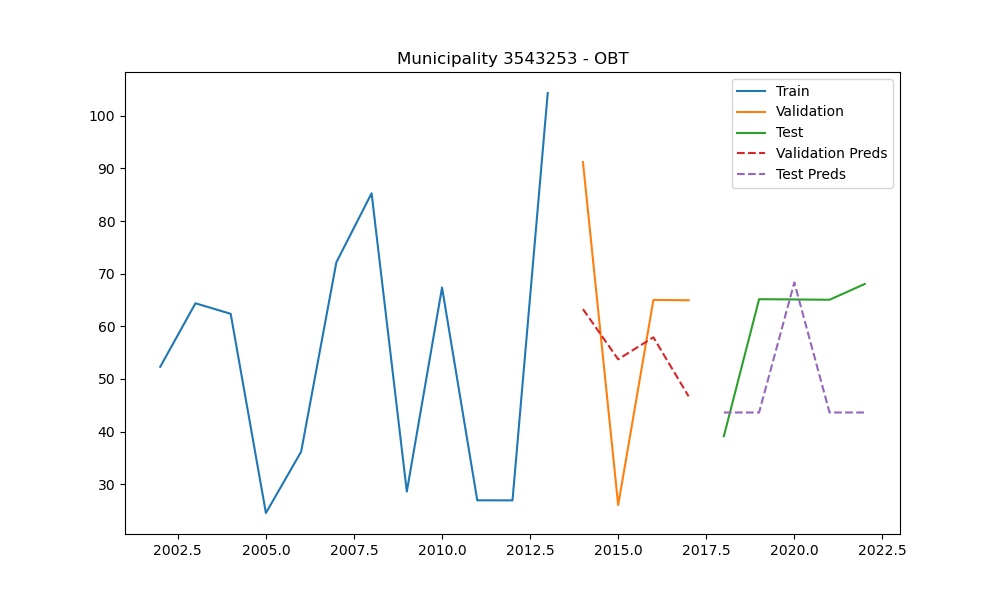 Municipality 3543253 - OBT
Train
Validation
Test
Validation Preds
Test Preds
100
90
80
70
60
50
40
30
2002.5 2005.0 2007.5 2010.0 2012.5 2015.0 2017.5 2020.0 2022.5